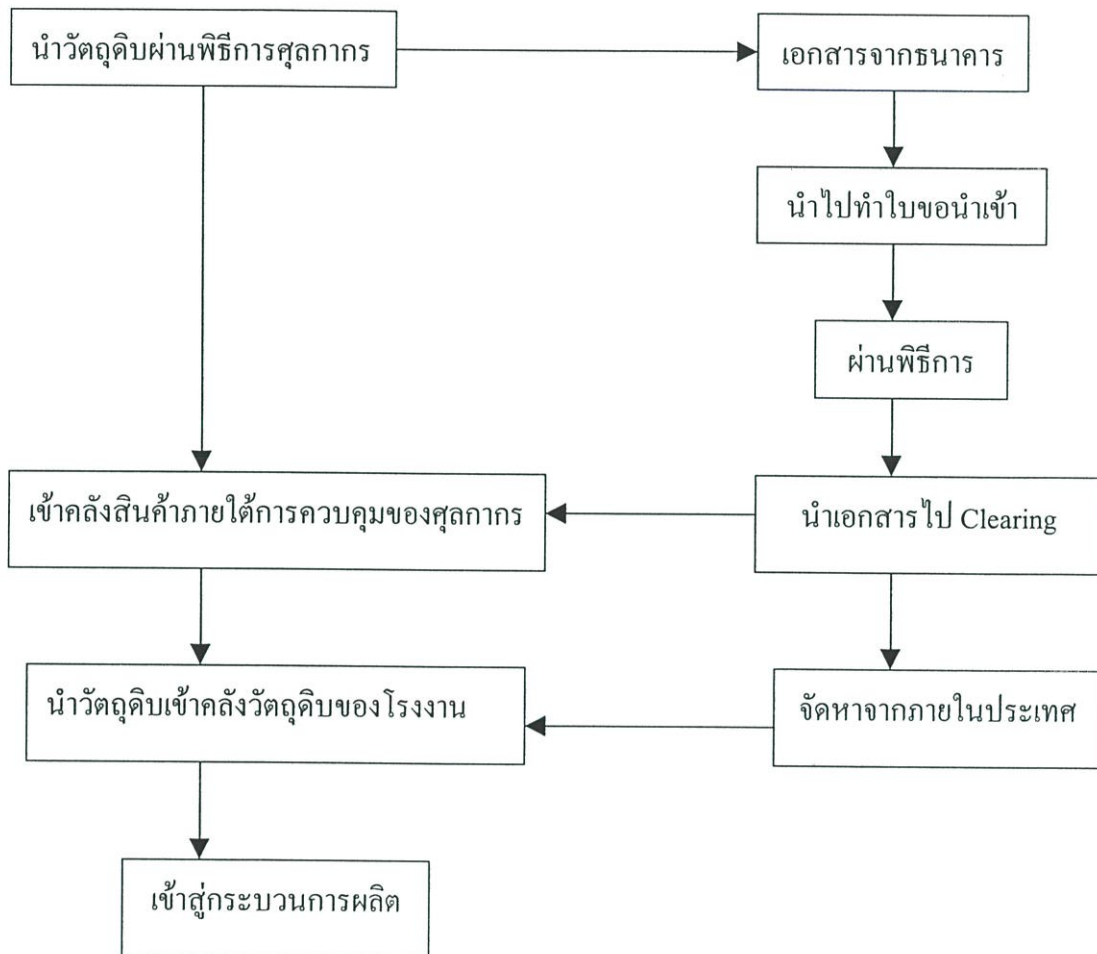 นำวัตถุดิบผ่านพิธีการศุลกากร
เอกสารจากธนาคาร
นำไปทำใบขอนำเข้า
ผ่านพิธีการ
เข้าคลังสินค้าภายใต้การควบคุมของศุลกากร
นำเอกสารไป Clearing
นำวัตถุดิบเข้าคลังวัตถุดิบของโรงงาน
จัดหาจากภายในประเทศ
เข้าสู่กระบวนการผลิต